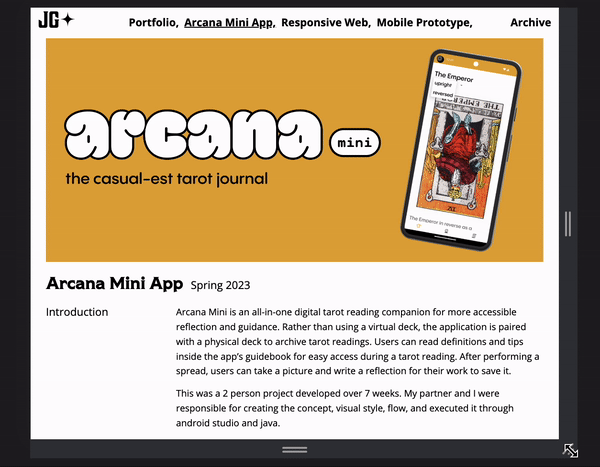 JG
Portfolio, Arcana Mini App, Responsive Web, Mobile Prototype, Archive
arcana mini
the casual-est tarot journal
The Emperor
upright
reversed
THE EMPEROR
The Emperor in reverse as a
Arcana Mini App Spring 2023
Introduction
Arcana Mini is an all-in-one digital tarot reading companion for more accessible
reflection and guidance. Rather than using a virtual deck, the application is paired
with a physical deck to archive tarot readings. Users can read definitions and tips
inside the app's guidebook for easy access during a tarot reading. After performing a
spread, users can take a picture and write a reflection for their work to save it.
This was a 2 person project developed over 7 weeks. My partner and I were
responsible for creating the concept, visual style, flow, and executed it through
android studio and java.